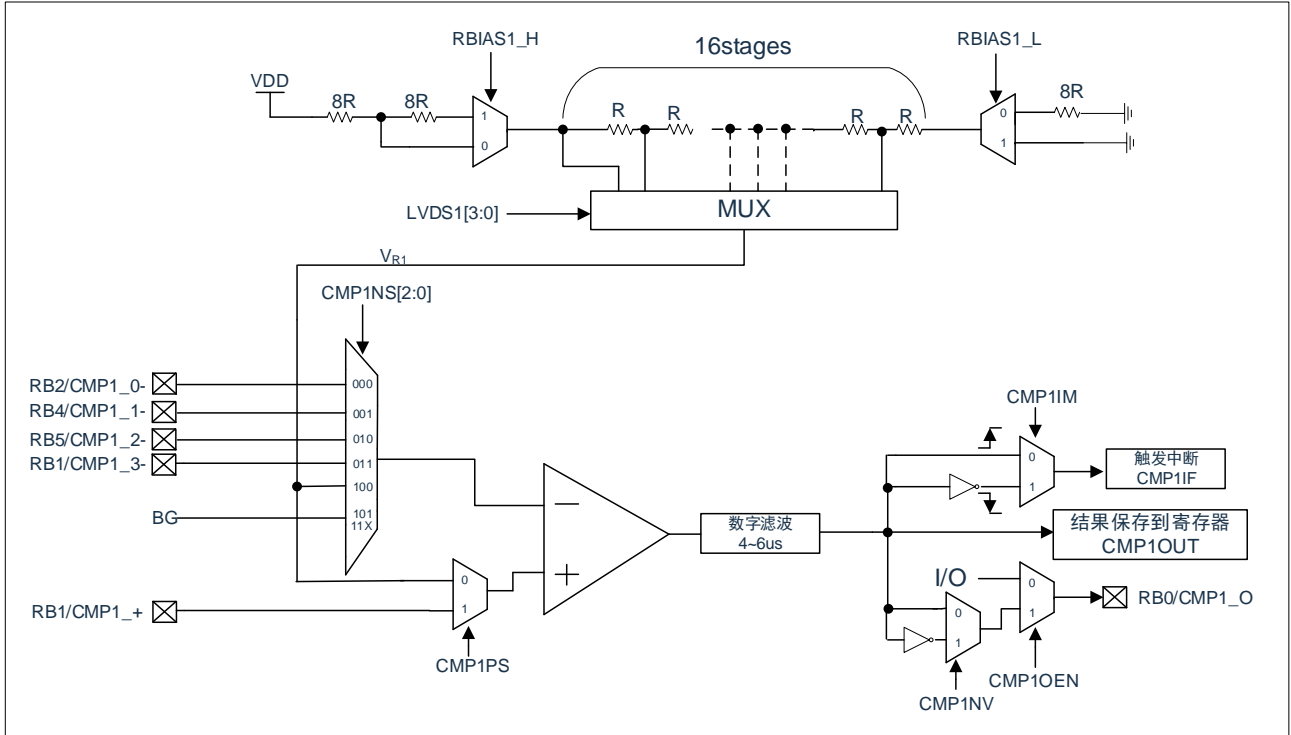 RBIAS1_H
16stages
RBIAS1_L
VDD
8R
8R
1
0
R
R
R
R
0
1
8R
LVDS1[3:0]
MUX
VR1
CMP1NS[2:0]
RB2/CMP1_0-
000
RB4/CMP1_1-
001
RB5/CMP1_2-
010
RB1/CMP1_3-
011
100
BG
101
11X
RB1/CMP1_+
0
1
CMP1PS
数字滤波
4~6us
CMP1IM
0
1
触发中断
CMP1IF
结果保存到寄存器
CMP1OUT
I/O
0
1
0
1
RB0/CMP1_O
CMP1OEN
CMP1NV